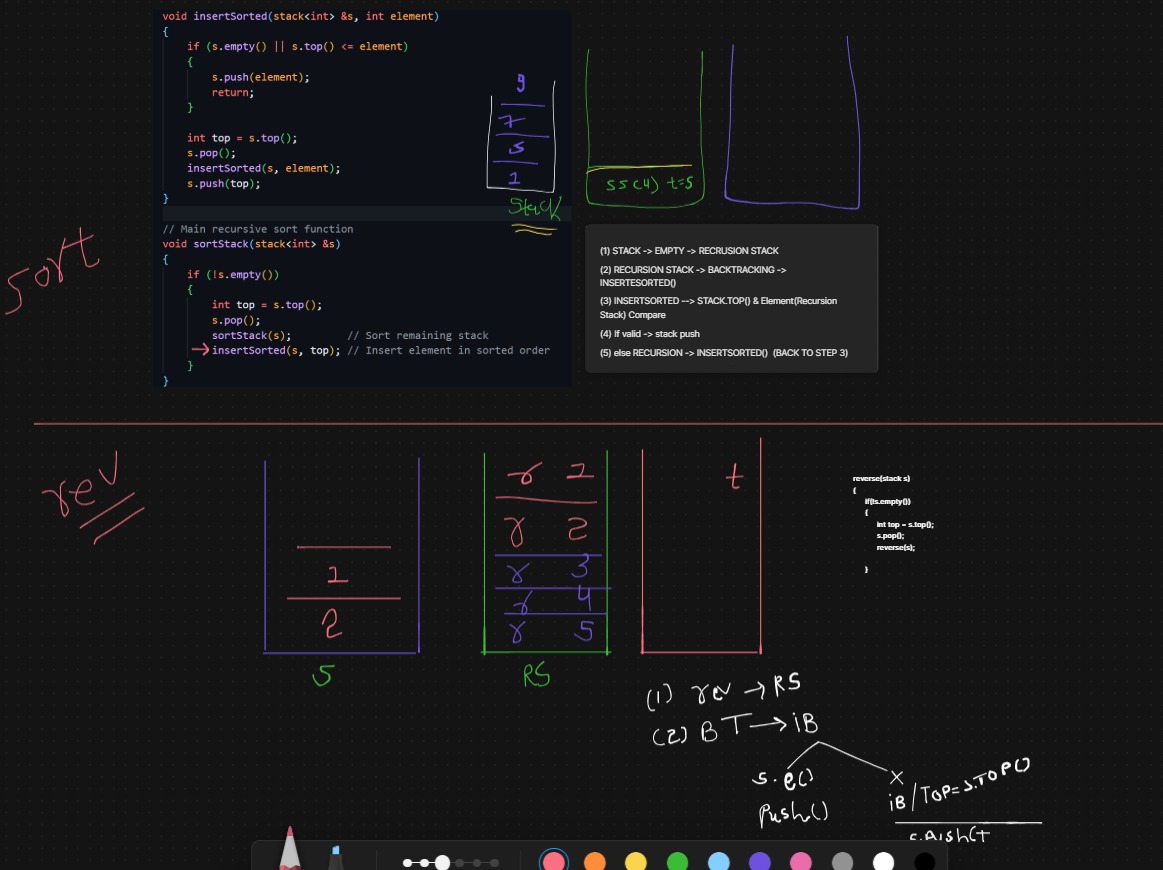 void insertSorted(stack<int> &s, int element)
{
if (s.empty() || s.top() <= element)
{
s.push(element);
return;
}
int top = s.top();
s.pop();
insertSorted(s, element);
s.push(top);
}
// Main recursive sort function
void sortStack(stack<int> &s)
{
if (!s.empty())
{
int top = s.top();
s.pop();
sortStack(s); // Sort remaining stack
insertSorted(s, top); // Insert element in sorted order
}
}
9
7
5
1
Stack
SS(4) t=5
(1) STACK -> EMPTY -> RECRUSION STACK
(2) RECURSION STACK -> BACKTRACKING ->
INSERTESORTED()
(3) INSERTSORTED --> STACK.TOP() & Element(Recursion
Stack) Compare
(4) If valid -> stack push
(5) else RECURSION -> INSERTSORTED() (BACK TO STEP 3)
Sort
rev
1
2
S
r 1
r 2
r 3
r 4
r 5
RS
t
reverse(stack s)
{
if(!s.empty())
{
int top = s.top();
s.pop();
reverse(s);
}
(1) rev → RS
(2) BT → iB
s.e()
Push()
X
iB / TOP=S.TOP()
s.push(T